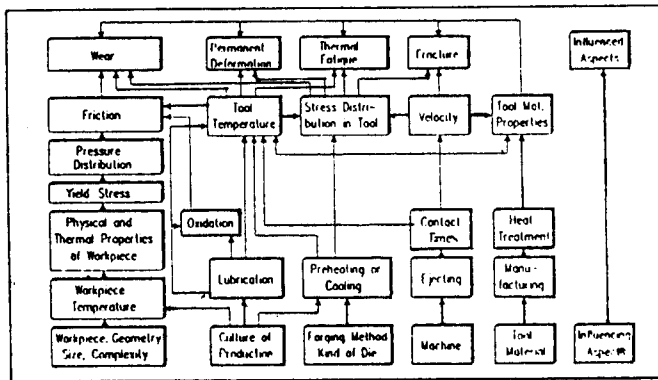 Wear
Permanent
Deformation
Thermal
Fatigue
Fracture
Influenced
Aspects
Friction
Tool
Temperature
Stress Distri-
bution in Tool
Velocity
Tool Mat.
Properties
Pressure
Distribution
Yield Stress
Physical and
Thermal Properties
of Workpiece
Oxidation
Contact
Times
Heat
Treatment
Workpiece
Temperature
Lubrication
Preheating or
Cooling
Ejecting
Manu-
facturing
Workpiece, Geometry
Size, Complexity
Culture of
Production
Forging Method
Kind of Die
Machine
Tool
Material
Influencing
Aspects